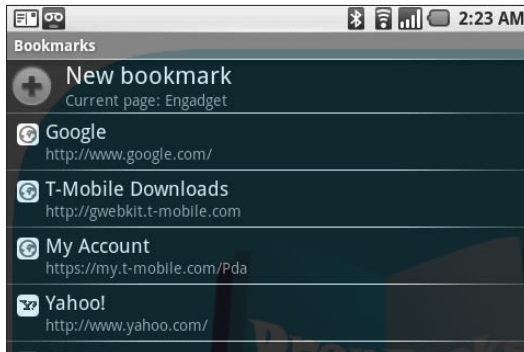 2:23 AM
Bookmarks
New bookmark
Current page: Engadget
Google
http://www.google.com/
T-Mobile Downloads
http://gwebkit.t-mobile.com
My Account
https://my.t-mobile.com/Pda
Y!
Yahoo!
http://www.yahoo.com/